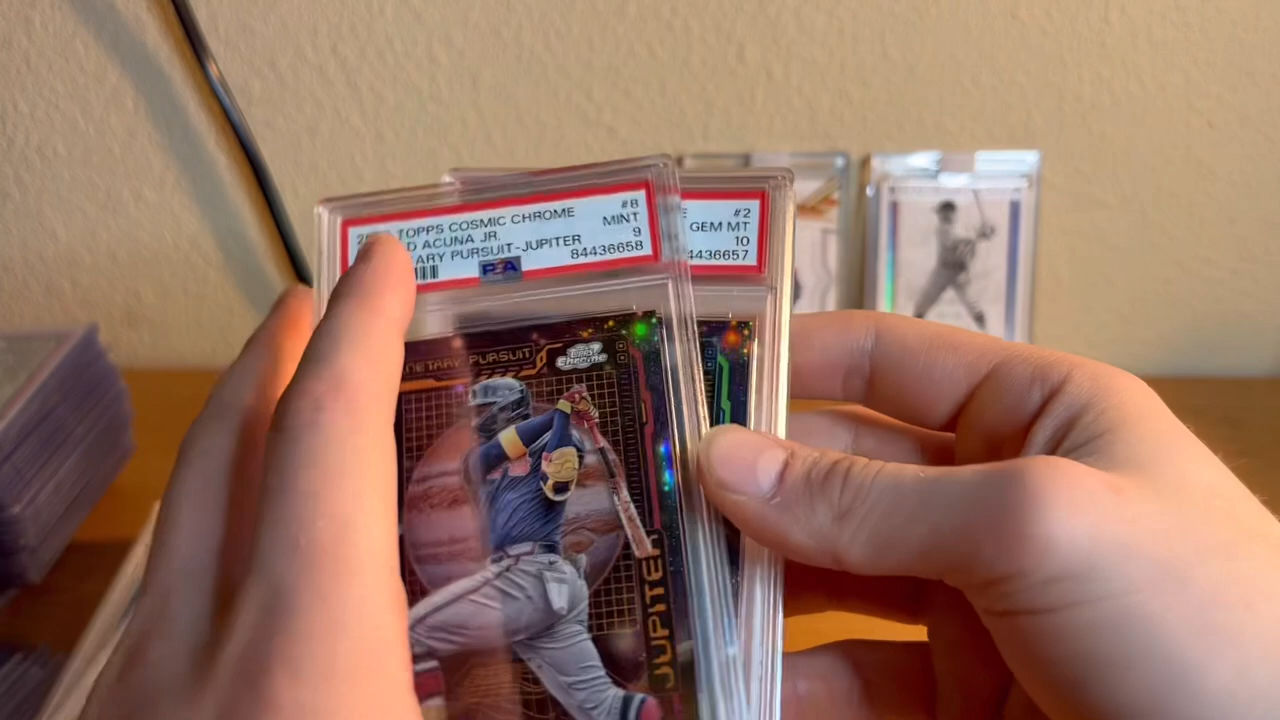 TOPPS COSMIC CHROME #8
D ACUNA JR. MINT
ARY PURSUIT-JUPITER 9
84436658
PSA
#2
GEM MT
10
4436657
NETARY PURSUIT
Topps Chrome
JUPITER